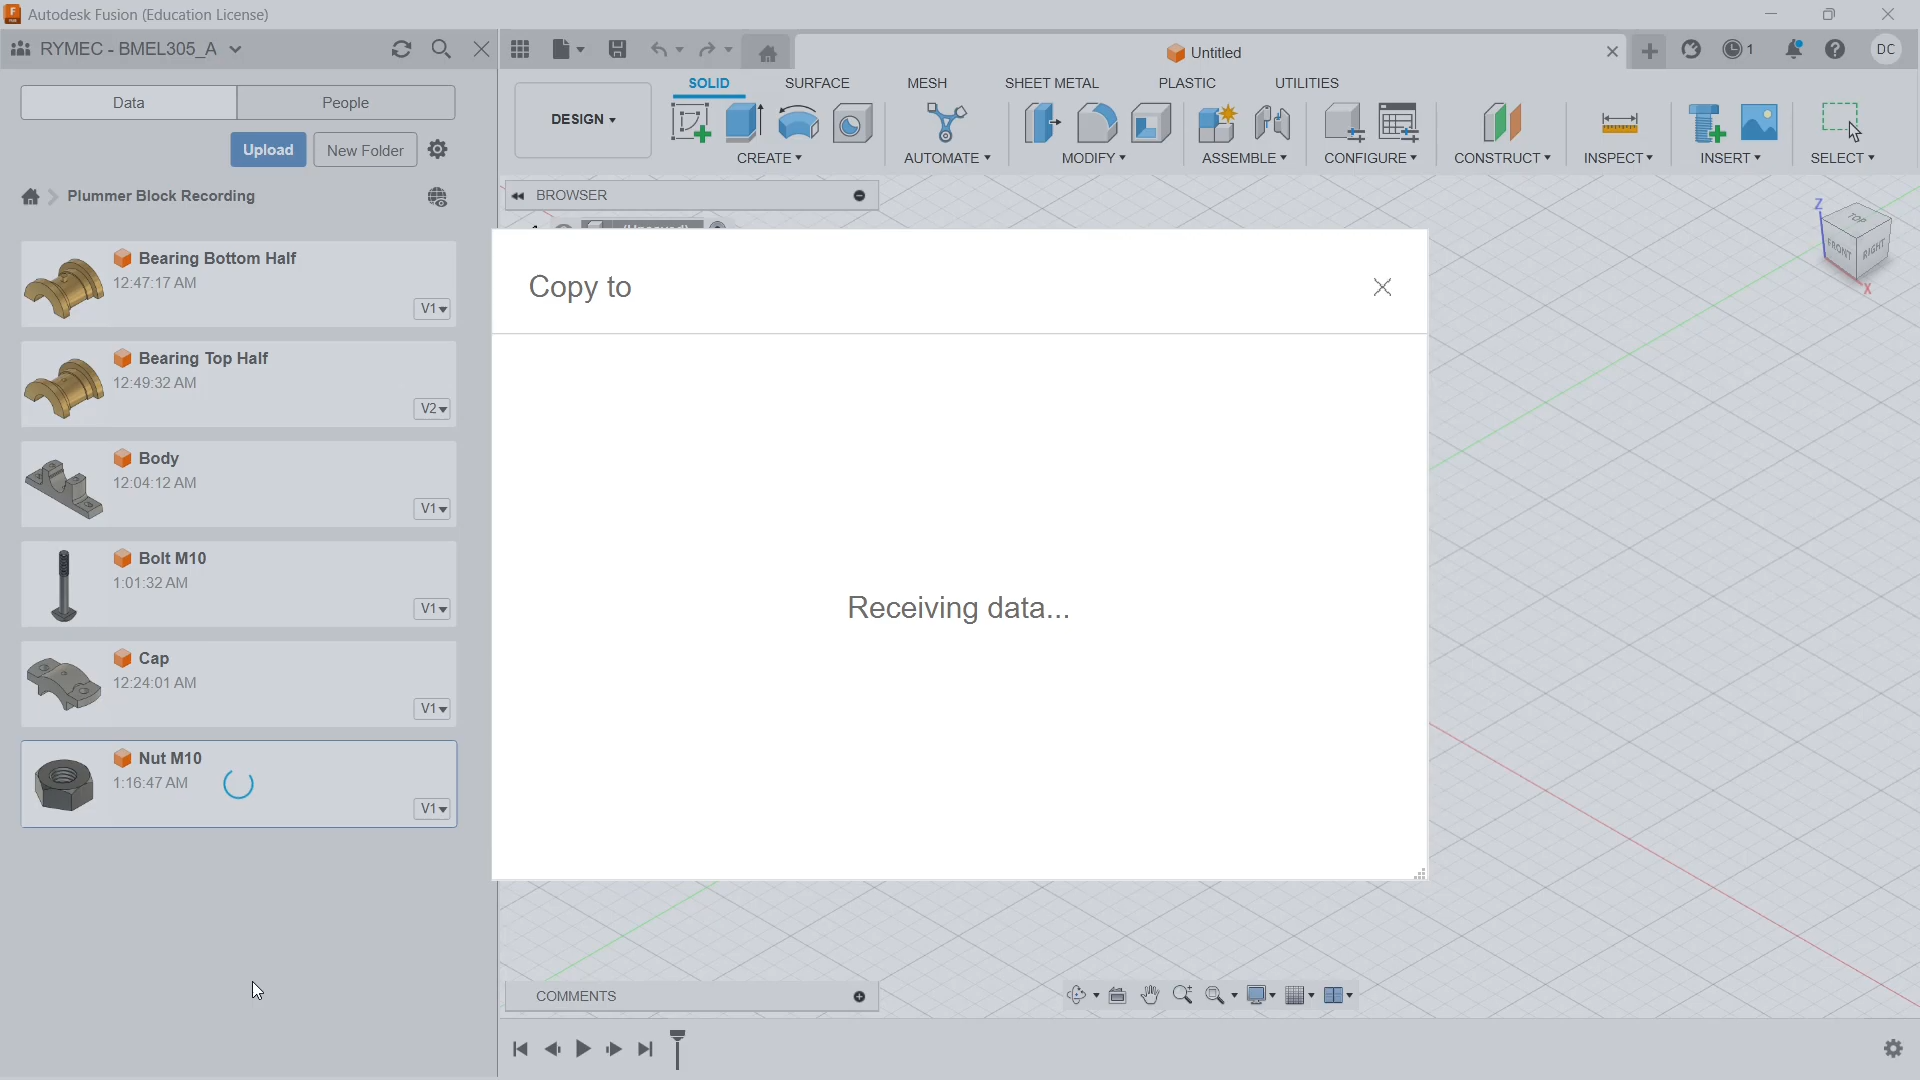 Autodesk Fusion (Education License)
RYMEC - BMEL305_A
Untitled
1
DC
Data
People
SOLID
SURFACE
MESH
SHEET METAL
PLASTIC
UTILITIES
DESIGN
Upload
New Folder
CREATE
AUTOMATE
MODIFY
ASSEMBLE
CONFIGURE
CONSTRUCT
INSPECT
INSERT
SELECT
Plummer Block Recording
BROWSER
Z
TOP
FRONT
RIGHT
X
(Unsaved)
Bearing Bottom Half
12:47:17 AM
V1
Copy to
Bearing Top Half
12:49:32 AM
V2
Body
12:04:12 AM
V1
Bolt M10
1:01:32 AM
V1
Receiving data...
Cap
12:24:01 AM
V1
Nut M10
1:16:47 AM
V1
COMMENTS